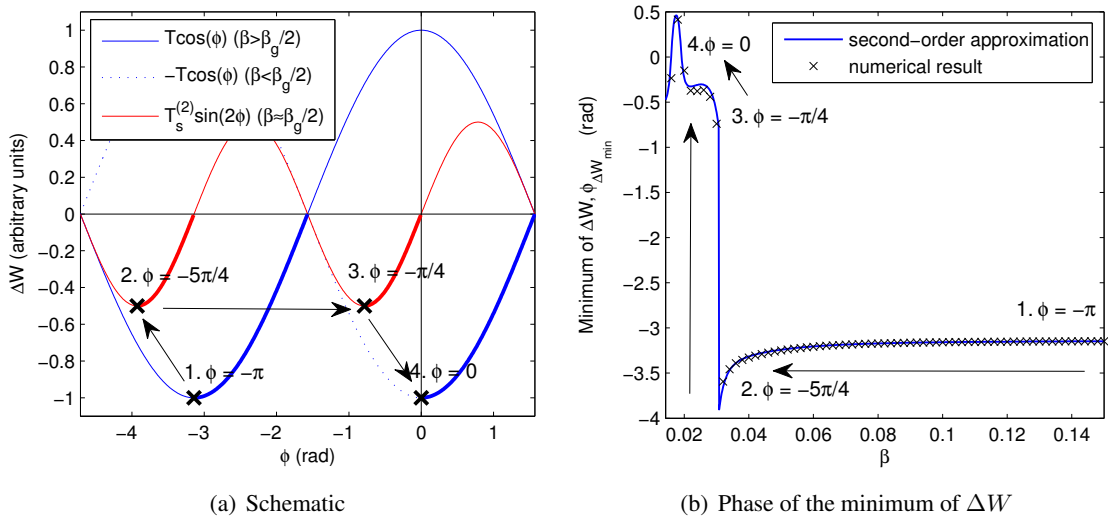 Tcos(ϕ) (β>β_g/2)
−Tcos(ϕ) (β<β_g/2)
T_s^(2)sin(2ϕ) (β≈β_g/2)
1
0.8
0.6
0.4
0.2
0
−0.2
−0.4
−0.6
−0.8
−1
ΔW (arbitrary units)
2. ϕ = −5π/4
3. ϕ = −π/4
1. ϕ = −π
4. ϕ = 0
−4
−3
−2
−1
0
1
ϕ (rad)
(a) Schematic
second−order approximation
numerical result
4.ϕ = 0
3. ϕ = −π/4
1. ϕ = −π
2. ϕ = −5π/4
0.5
0
−0.5
−1
−1.5
−2
−2.5
−3
−3.5
−4
Minimum of ΔW, ϕ_ΔW_min (rad)
0.02
0.04
0.06
0.08
0.1
0.12
0.14
β
(b) Phase of the minimum of ΔW